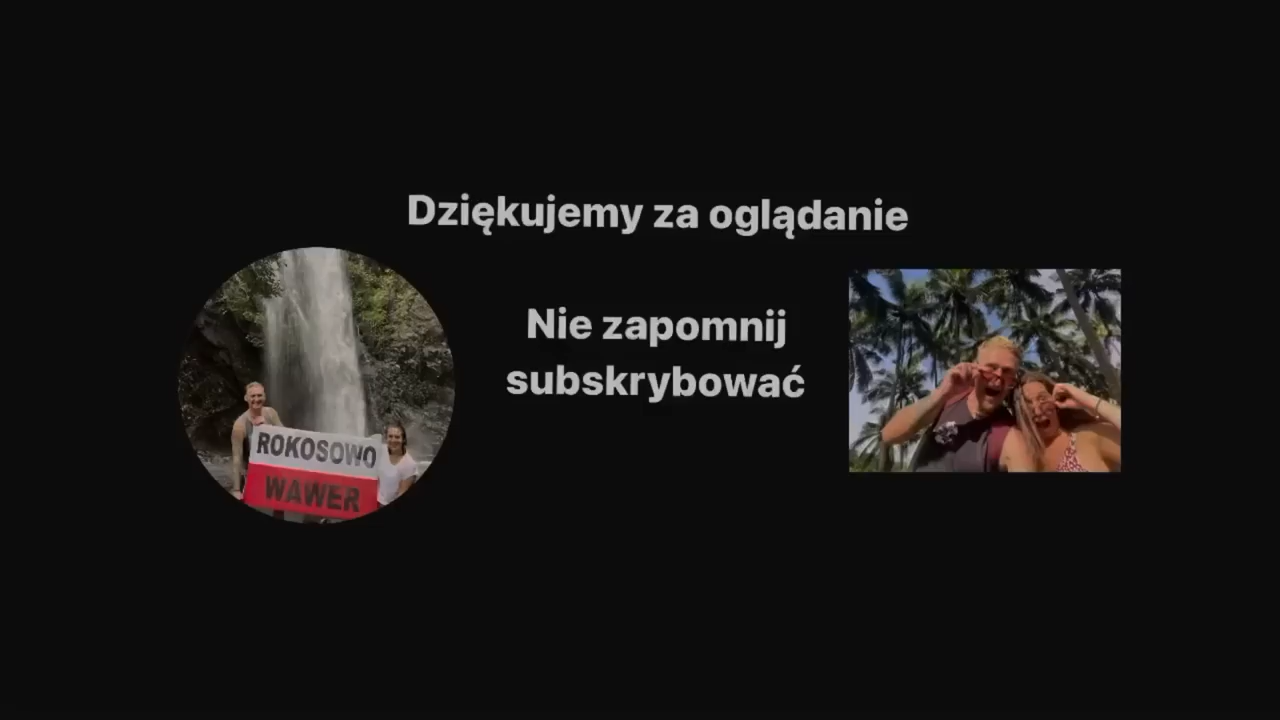 Dziękujemy za oglądanie
Nie zapomnij
subskrybować
ROKOSOWO
WAWER